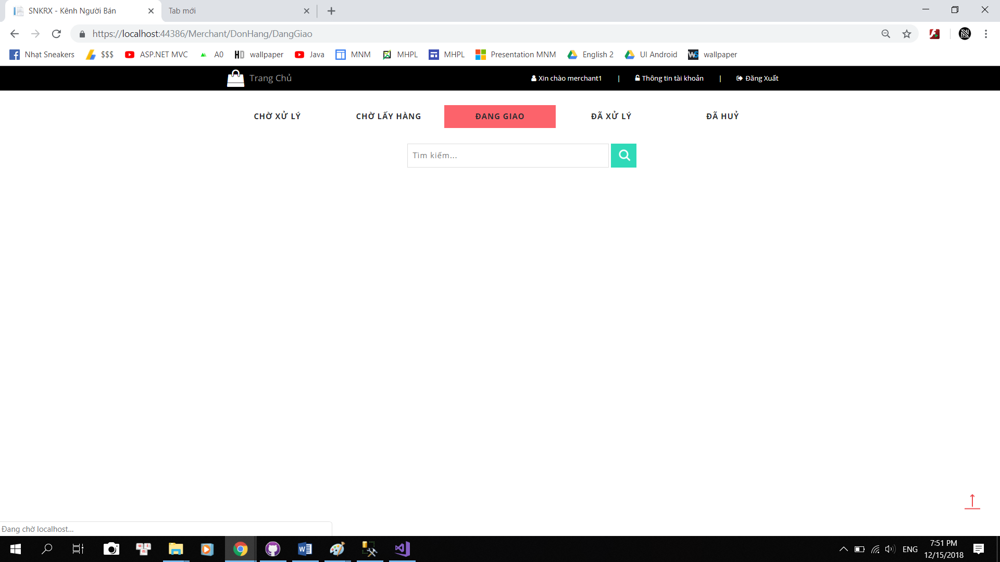 SNKRX - Kênh Người Bán
Tab mới
https://localhost:44386/Merchant/DonHang/DangGiao
Nhạt Sneakers
$$$
ASP.NET MVC
A0
HD wallpaper
Java
MNM
MHPL
MHPL
Presentation MNM
English 2
UI Android
wallpaper
Trang Chủ
Xin chào merchant1 | Thông tin tài khoản | Đăng Xuất
CHỜ XỬ LÝ
CHỜ LẤY HÀNG
ĐANG GIAO
ĐÃ XỬ LÝ
ĐÃ HUỶ
Tìm kiếm...
Đang chờ localhost...
ENG
7:51 PM
12/15/2018